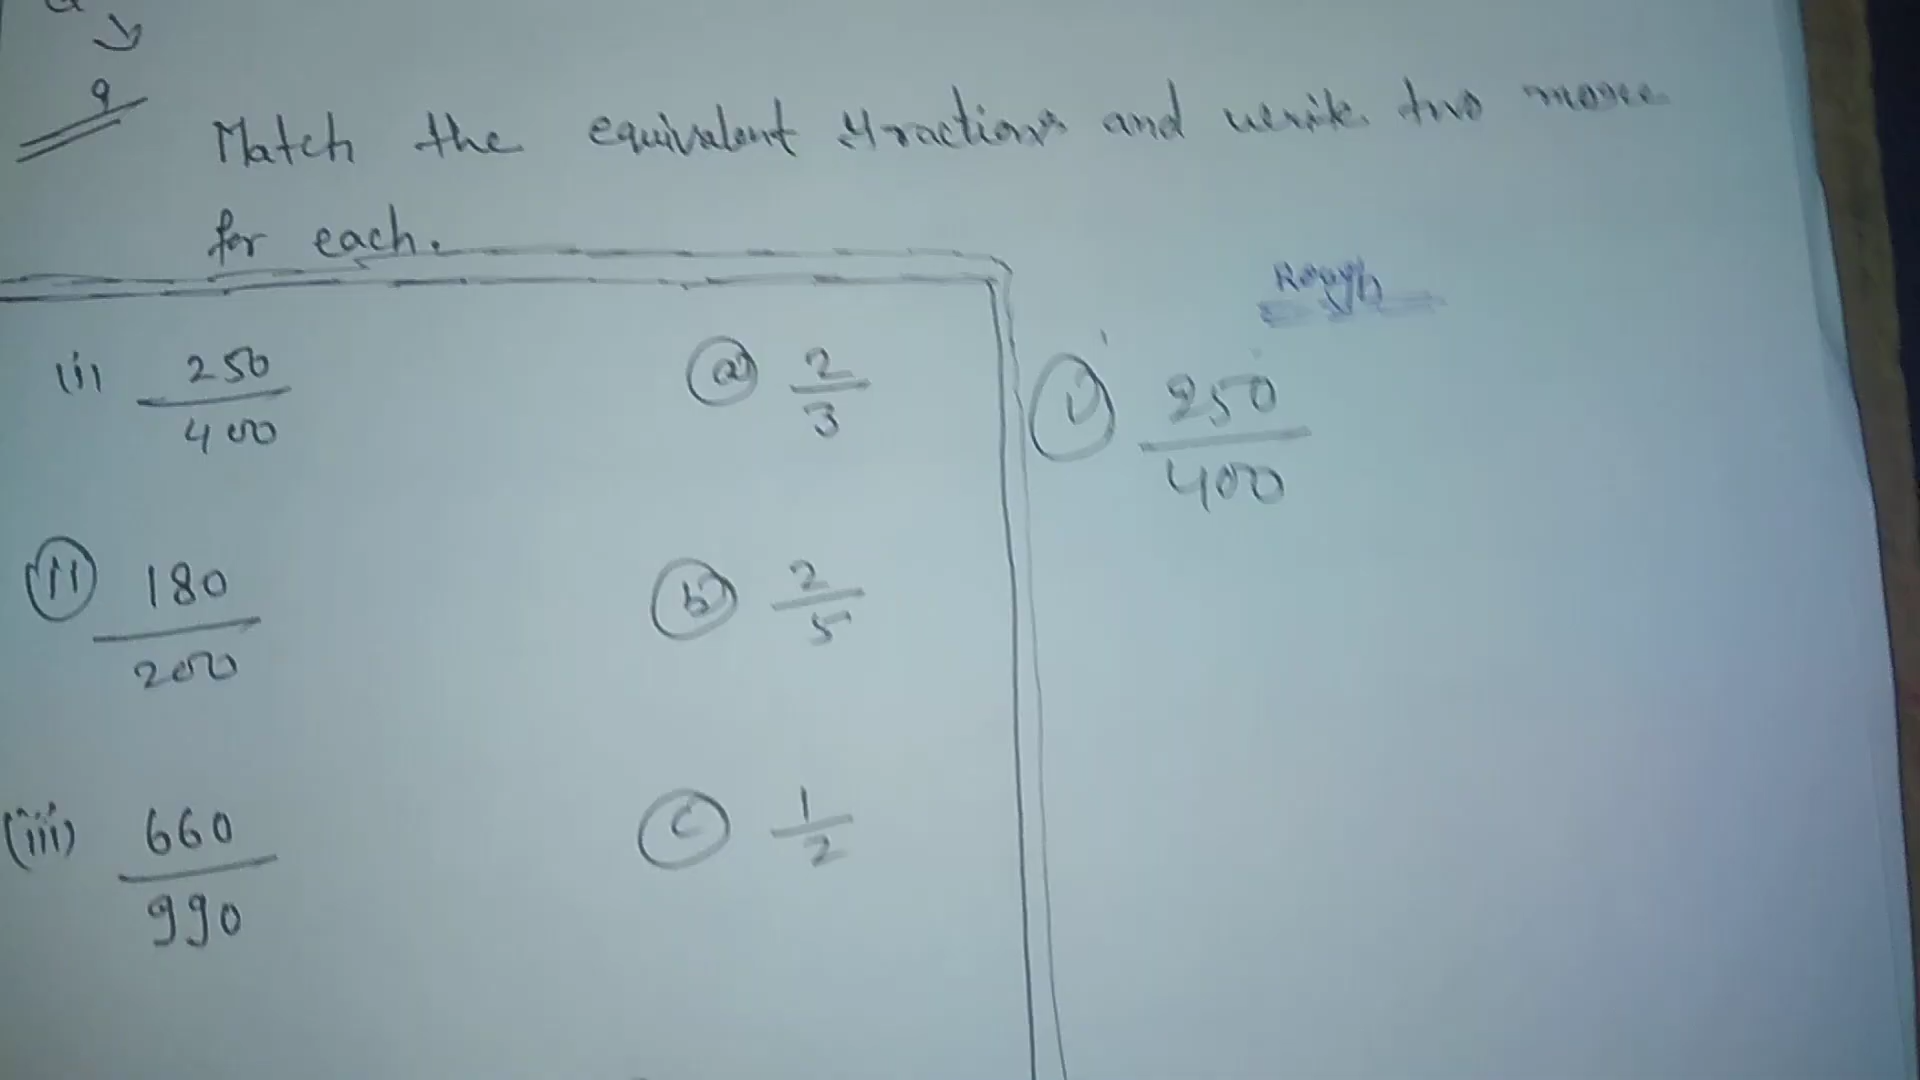 9
Match the equivalent fractions and write two more
for each.
Rough
(i) 250/400
(a) 2/3
(i) 250/400
(ii) 180/200
(b) 2/5
(iii) 660/990
(c) 1/2